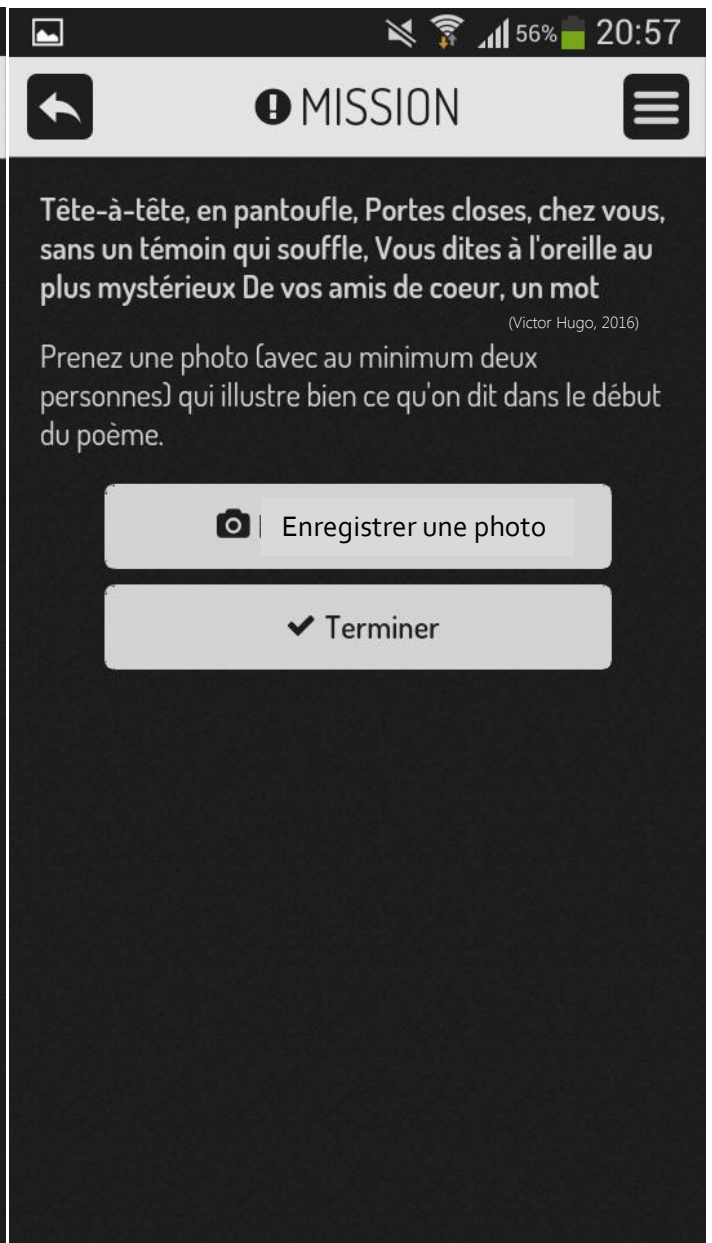 56% 20:57
MISSION
Tête-à-tête, en pantoufle, Portes closes, chez vous,
sans un témoin qui souffle, Vous dites à l'oreille au
plus mystérieux De vos amis de coeur, un mot
(Victor Hugo, 2016)
Prenez une photo (avec au minimum deux
personnes) qui illustre bien ce qu'on dit dans le début
du poème.
Enregistrer une photo
Terminer